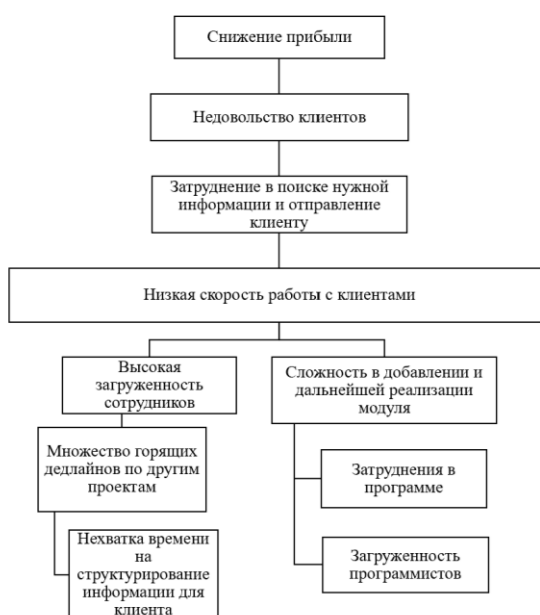 Снижение прибыли
Недовольство клиентов
Затруднение в поиске нужной
информации и отправление
клиенту
Низкая скорость работы с клиентами
Высокая
загруженность
сотрудников
Множество горящих
дедлайнов по другим
проектам
Нехватка времени
на
структурирование
информации для
клиента
Сложность в добавлении и
дальнейшей реализации
модуля
Затруднения в
программе
Загруженность
программистов